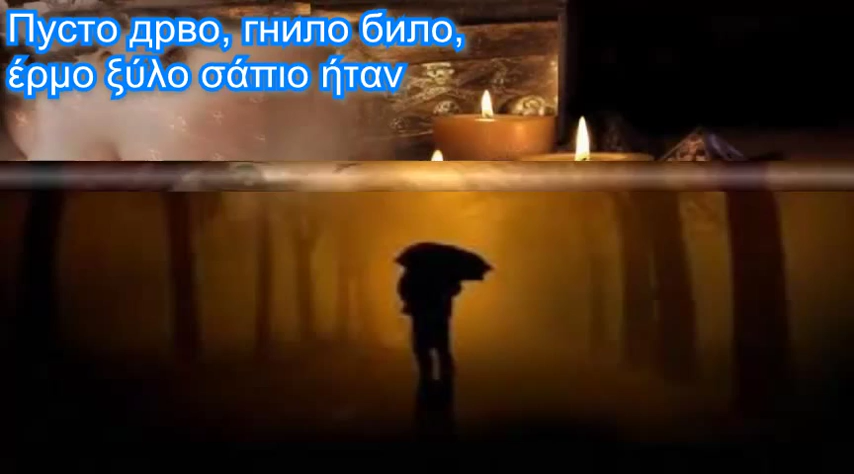 Пусто дрво, гнило било,
έρμο ξύλο σάπιο ήταν